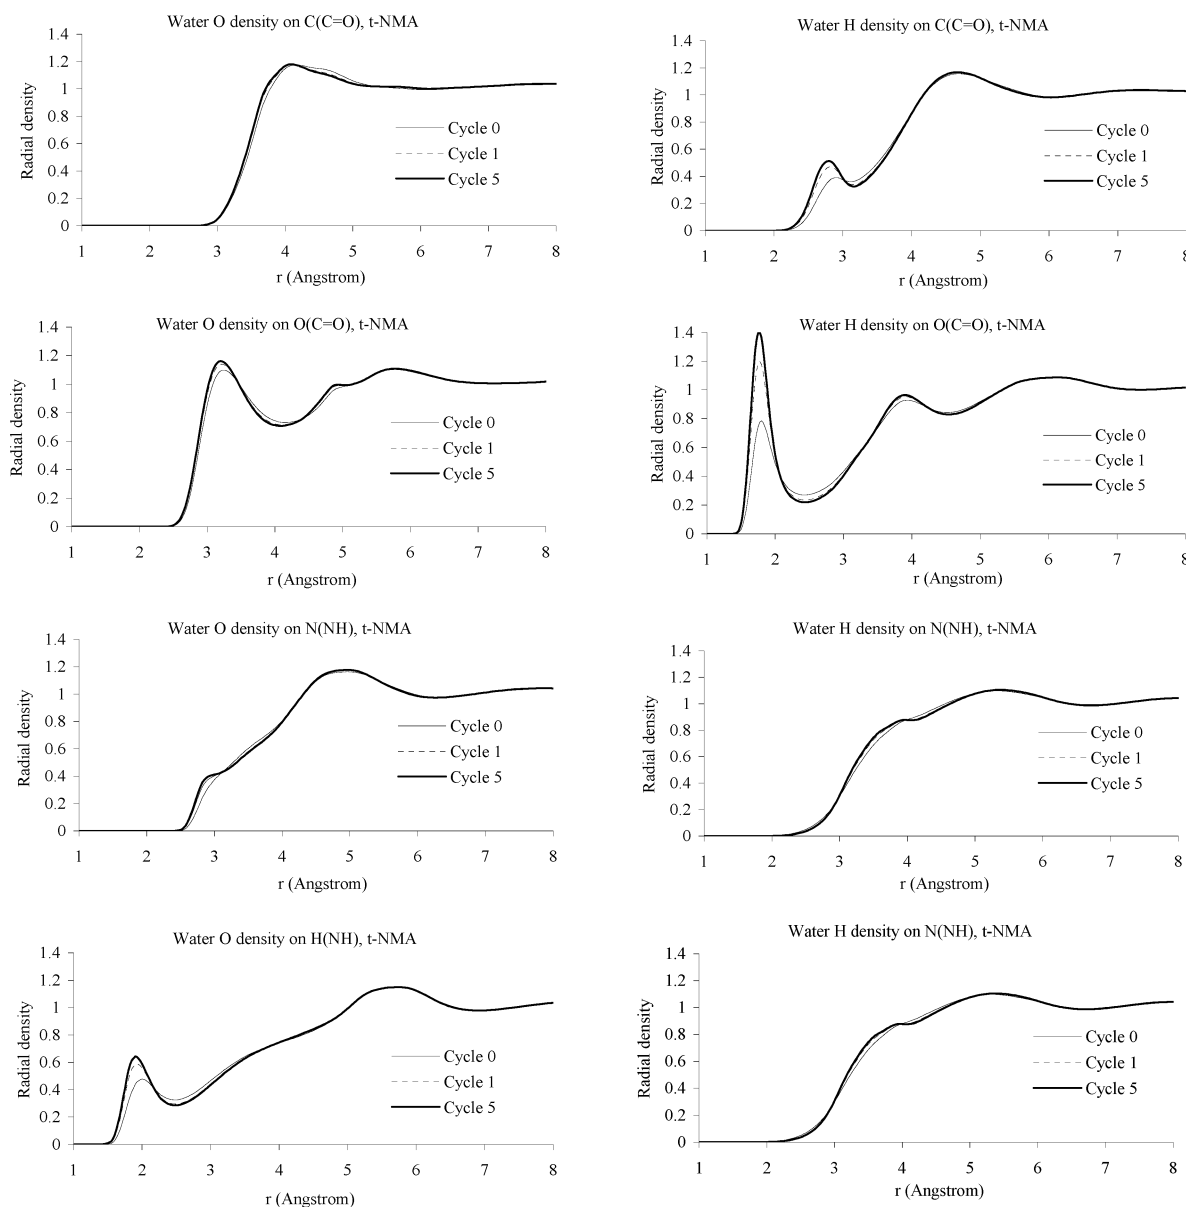 Water O density on C(C=O), t-NMA
1.4
1.2
1
0.8
0.6
0.4
0.2
0
Radial density
Cycle 0
Cycle 1
Cycle 5
1 2 3 4 5 6 7 8
r (Angstrom)
Water H density on C(C=O), t-NMA
1.4
1.2
1
0.8
0.6
0.4
0.2
0
Radial density
Cycle 0
Cycle 1
Cycle 5
1 2 3 4 5 6 7 8
r (Angstrom)
Water O density on O(C=O), t-NMA
1.4
1.2
1
0.8
0.6
0.4
0.2
0
Radial density
Cycle 0
Cycle 1
Cycle 5
1 2 3 4 5 6 7 8
r (Angstrom)
Water H density on O(C=O), t-NMA
1.4
1.2
1
0.8
0.6
0.4
0.2
0
Radial density
Cycle 0
Cycle 1
Cycle 5
1 2 3 4 5 6 7 8
r (Angstrom)
Water O density on N(NH), t-NMA
1.4
1.2
1
0.8
0.6
0.4
0.2
0
Radial density
Cycle 0
Cycle 1
Cycle 5
1 2 3 4 5 6 7 8
r (Angstrom)
Water H density on N(NH), t-NMA
1.4
1.2
1
0.8
0.6
0.4
0.2
0
Radial density
Cycle 0
Cycle 1
Cycle 5
1 2 3 4 5 6 7 8
r (Angstrom)
Water O density on H(NH), t-NMA
1.4
1.2
1
0.8
0.6
0.4
0.2
0
Radial density
Cycle 0
Cycle 1
Cycle 5
1 2 3 4 5 6 7 8
r (Angstrom)
Water H density on N(NH), t-NMA
1.4
1.2
1
0.8
0.6
0.4
0.2
0
Radial density
Cycle 0
Cycle 1
Cycle 5
1 2 3 4 5 6 7 8
r (Angstrom)